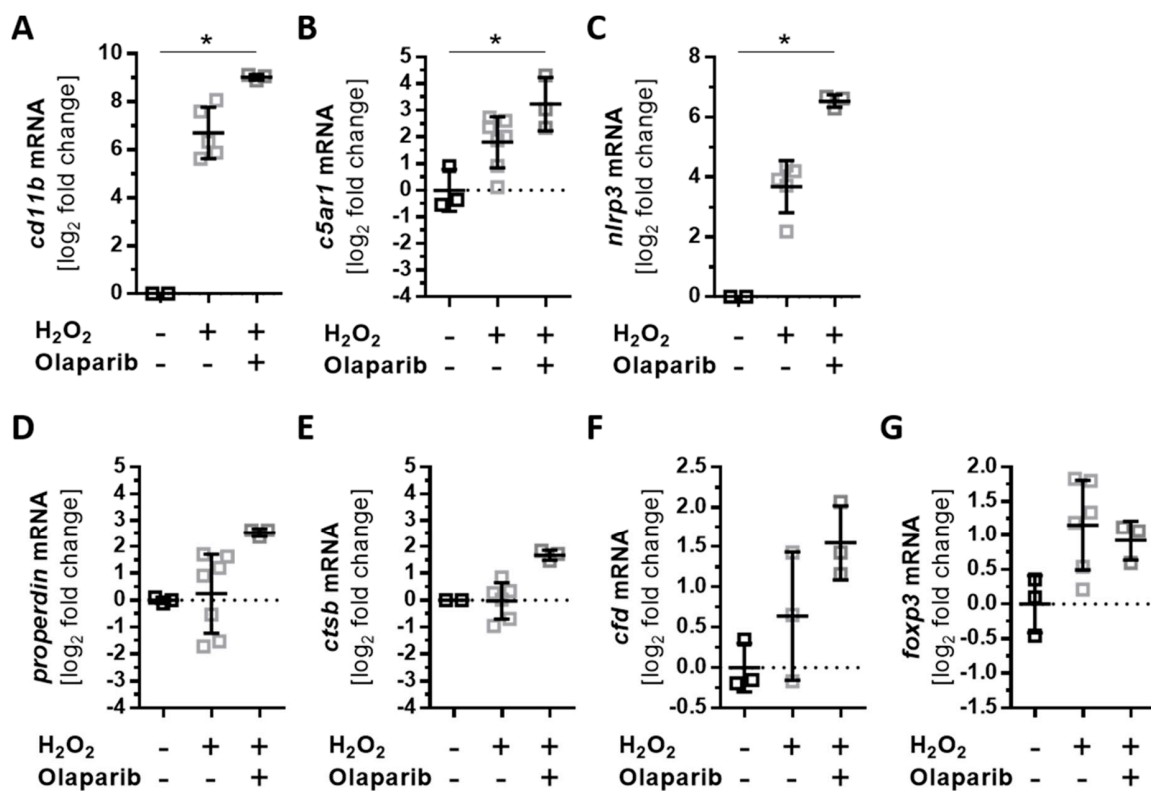 A
*
cd11b mRNA
[log₂ fold change]
10
8
6
4
2
0
H₂O₂ - + +
Olaparib - - +
B
*
c5ar1 mRNA
[log₂ fold change]
5
4
3
2
1
0
-1
-2
-3
-4
H₂O₂ - + +
Olaparib - - +
C
*
nlrp3 mRNA
[log₂ fold change]
8
6
4
2
0
H₂O₂ - + +
Olaparib - - +
D
properdin mRNA
[log₂ fold change]
5
4
3
2
1
0
-1
-2
-3
-4
H₂O₂ - + +
Olaparib - - +
E
ctsb mRNA
[log₂ fold change]
5
4
3
2
1
0
-1
-2
-3
-4
H₂O₂ - + +
Olaparib - - +
F
cfd mRNA
[log₂ fold change]
2.5
2.0
1.5
1.0
0.5
0.0
-0.5
H₂O₂ - + +
Olaparib - - +
G
foxp3 mRNA
[log₂ fold change]
2.0
1.5
1.0
0.5
0.0
-0.5
-1.0
-1.5
H₂O₂ - + +
Olaparib - - +